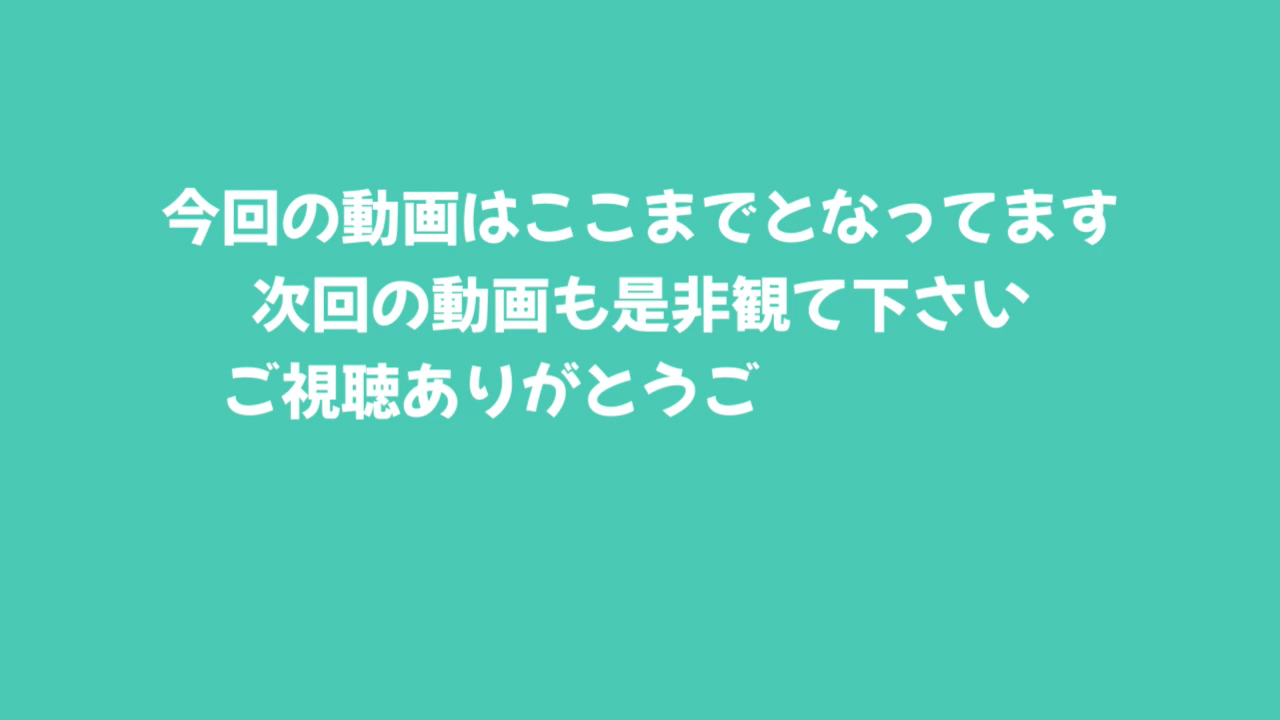 今回の動画はここまでとなってます
次回の動画も是非観て下さい
ご視聴ありがとうご